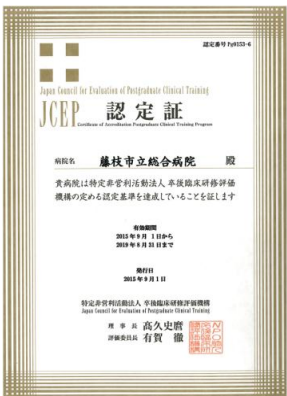 認定番号 Pg0153-6
Japan Council for Evaluation of Postgraduate Clinical Training
JCEP 認定証
Certificate of Accreditation Postgraduate Clinical Training Program
病院名 藤枝市立総合病院 殿
貴病院は特定非営利活動法人 卒後臨床研修評価
機構の定める認定基準を達成していることを証します
有効期間
2015年9月 1日から
2019年8月31日まで
発行日
2015年9月1日
特定非営利活動法人 卒後臨床研修評価機構
Japan Council for Evaluation of Postgraduate Clinical Training
理 事 長 高久史麿
評価委員長 有賀 徹